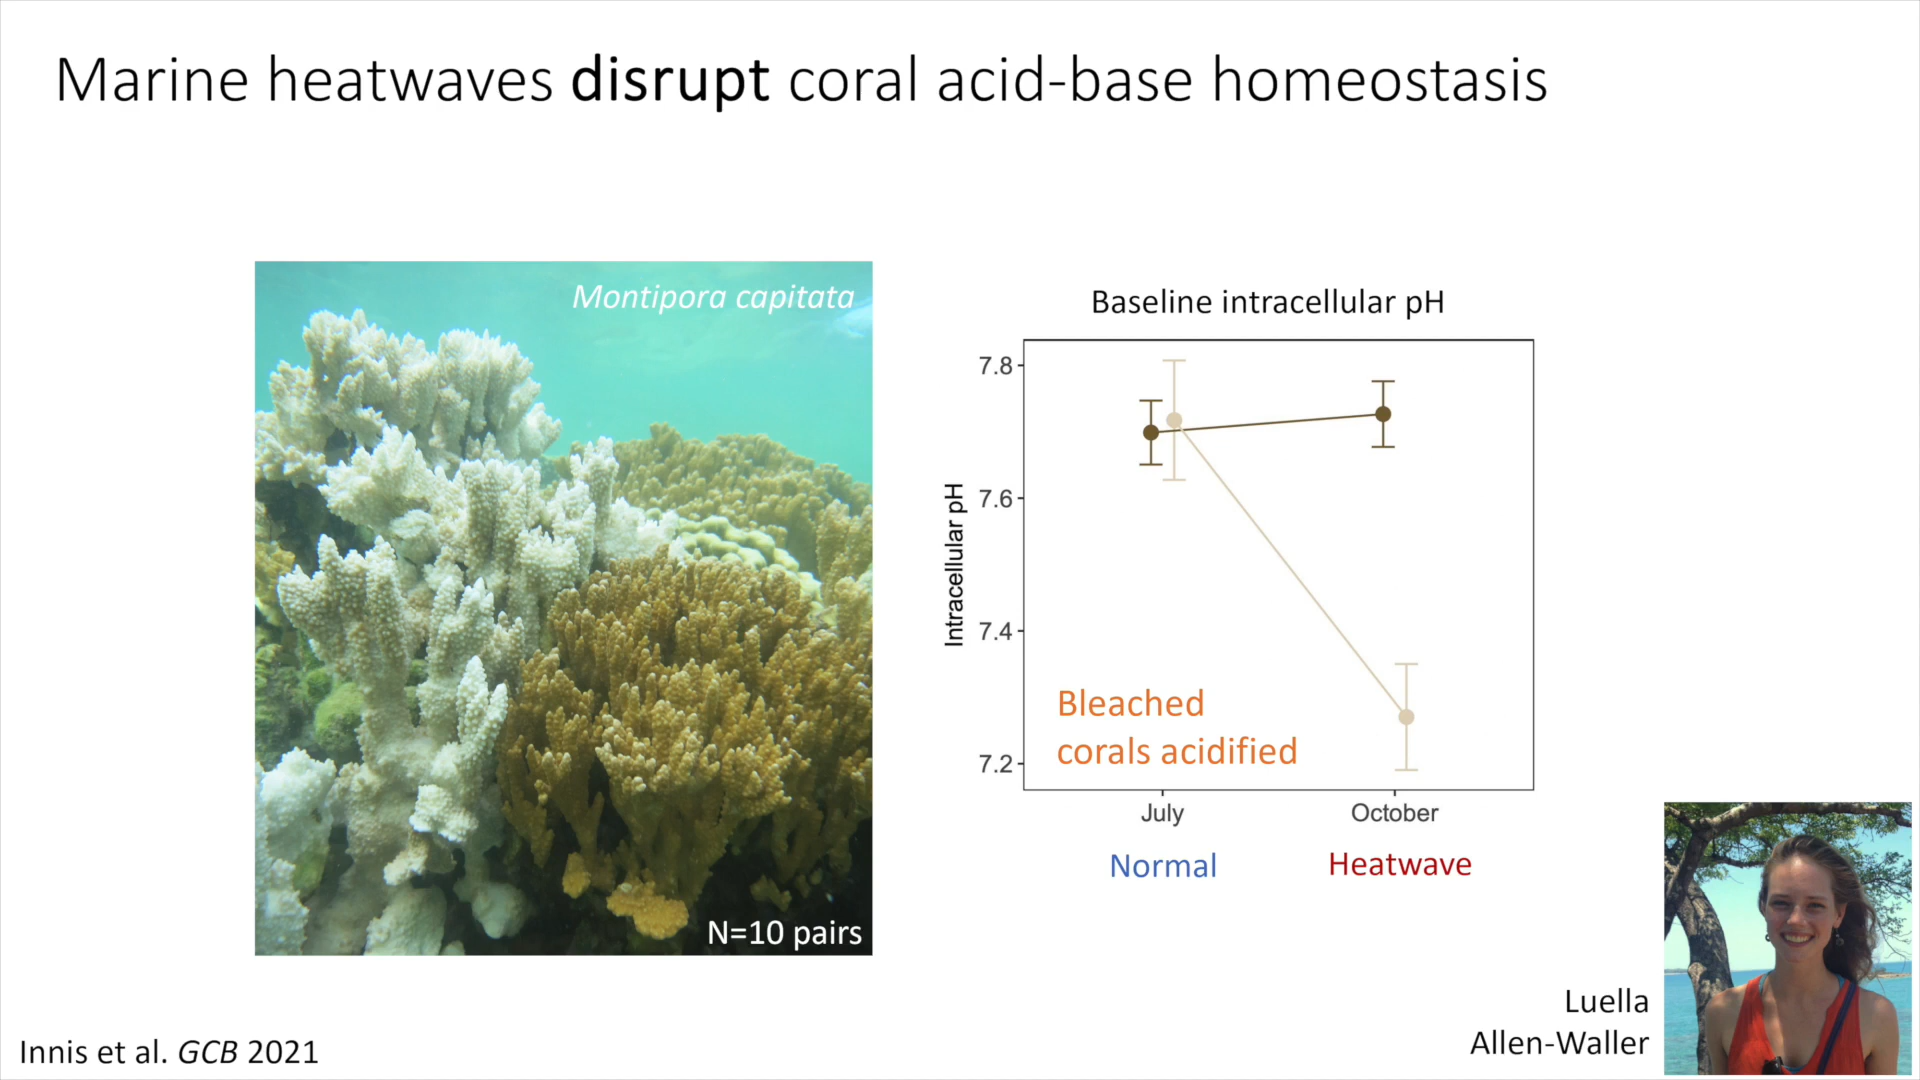 Marine heatwaves disrupt coral acid-base homeostasis
Montipora capitata
N=10 pairs
Baseline intracellular pH
Intracellular pH
7.8
7.6
7.4
7.2
Bleached
corals acidified
July
October
Normal
Heatwave
Luella
Allen-Waller
Innis et al. GCB 2021